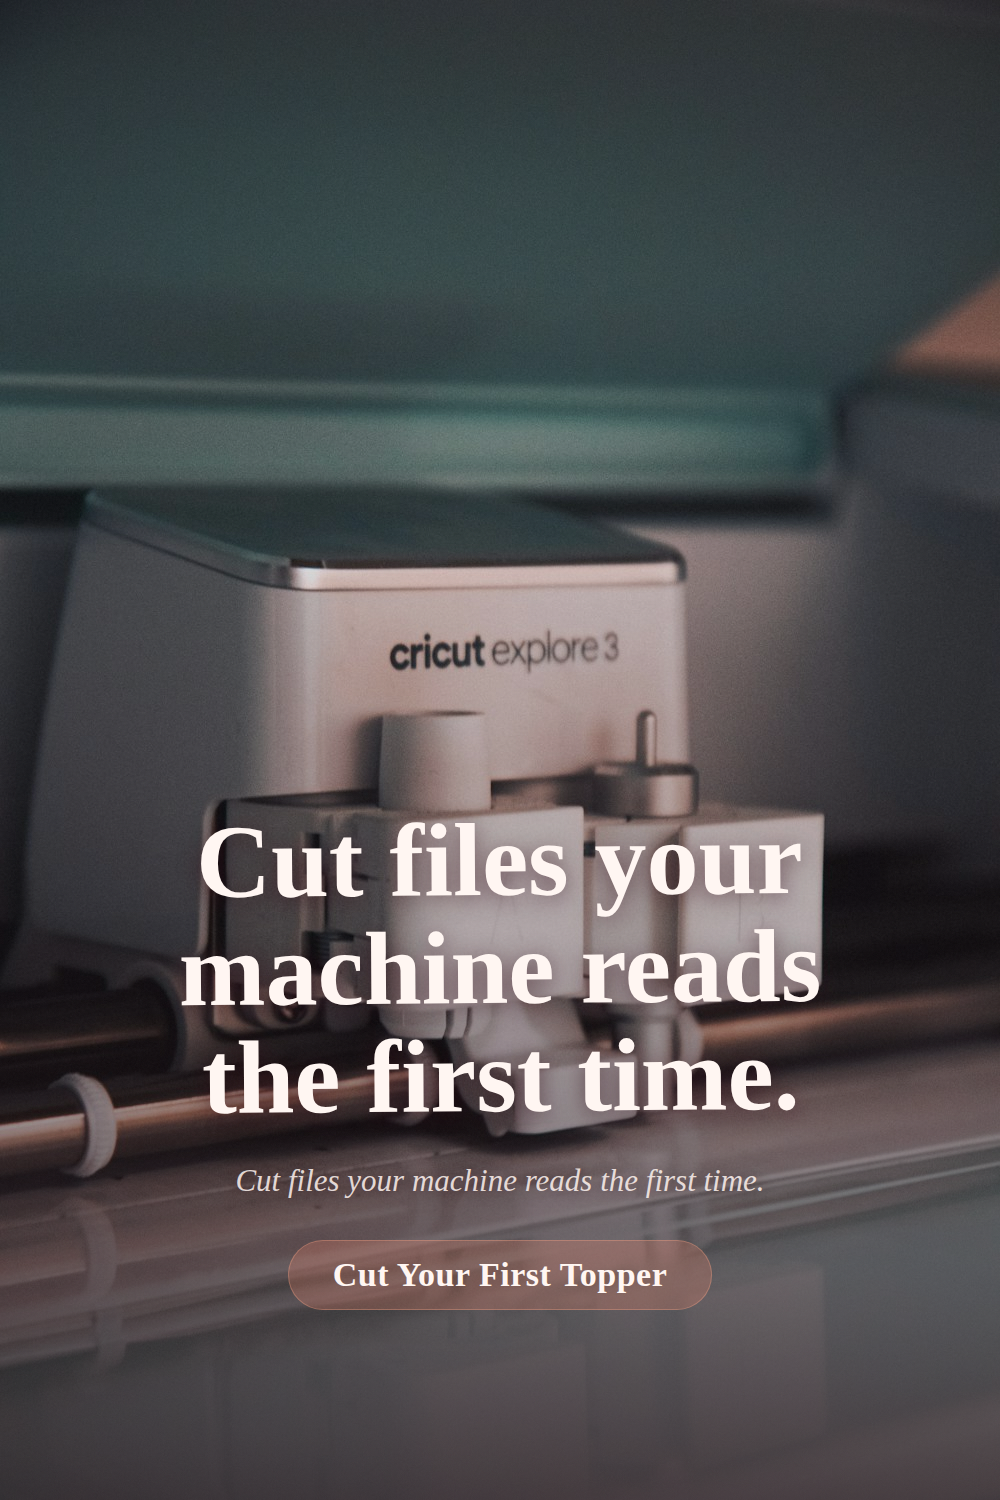 cricut explore 3
Cut files your
machine reads
the first time.
Cut files your machine reads the first time.
Cut Your First Topper